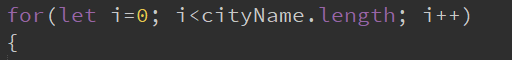 for(let i=0; i<cityName.length; i++)
{